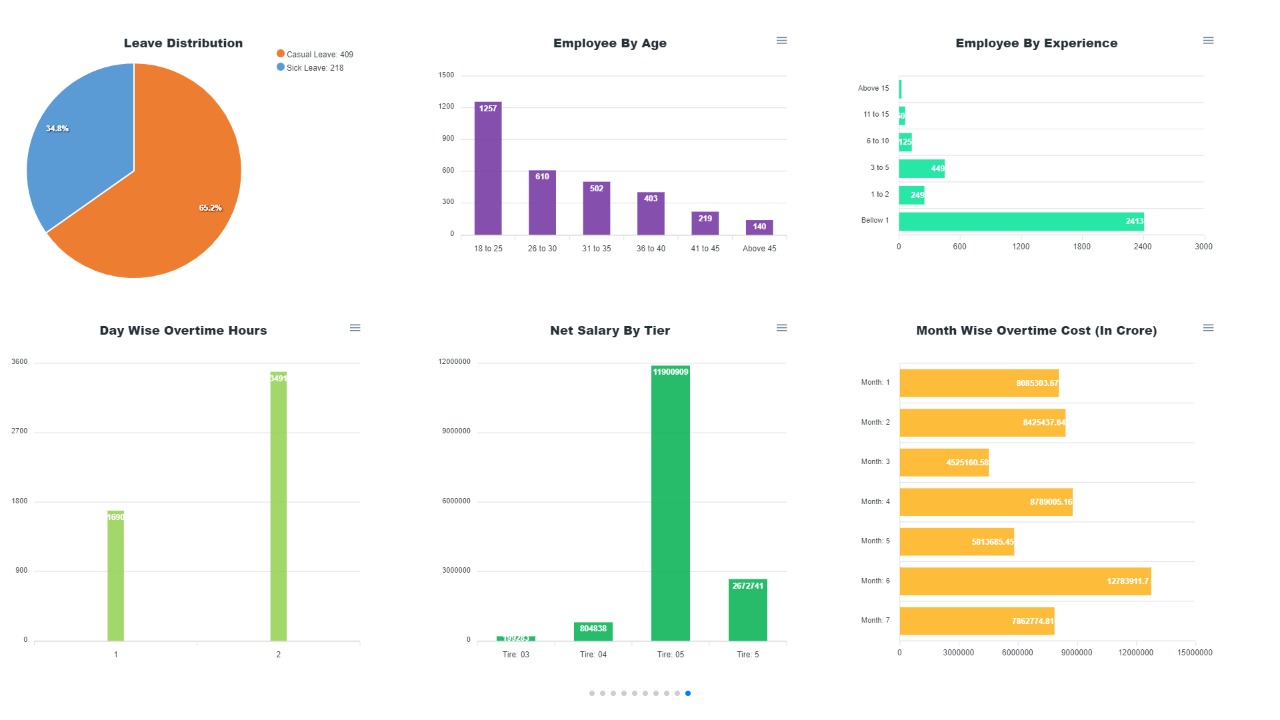 Leave Distribution
Casual Leave: 409
Sick Leave: 218
34.8%
65.2%
Employee By Age
1500
1200
900
600
300
0
1257
610
502
403
219
140
18 to 25
26 to 30
31 to 35
36 to 40
41 to 45
Above 45
Employee By Experience
Above 15
11 to 15
6 to 10
125
3 to 5
449
1 to 2
249
Bellow 1
2413
0
600
1200
1800
2400
3000
Day Wise Overtime Hours
3600
2700
1800
900
0
1690
3491
1
2
Net Salary By Tier
12000000
9000000
6000000
3000000
0
804838
11900909
2672741
Tire: 03
Tire: 04
Tire: 05
Tire: 5
Month Wise Overtime Cost (In Crore)
Month: 1
8085303.67
Month: 2
8425437.64
Month: 3
4525160.58
Month: 4
8789005.16
Month: 5
5813685.45
Month: 6
12783911.7
Month: 7
7862774.81
0
3000000
6000000
9000000
12000000
15000000